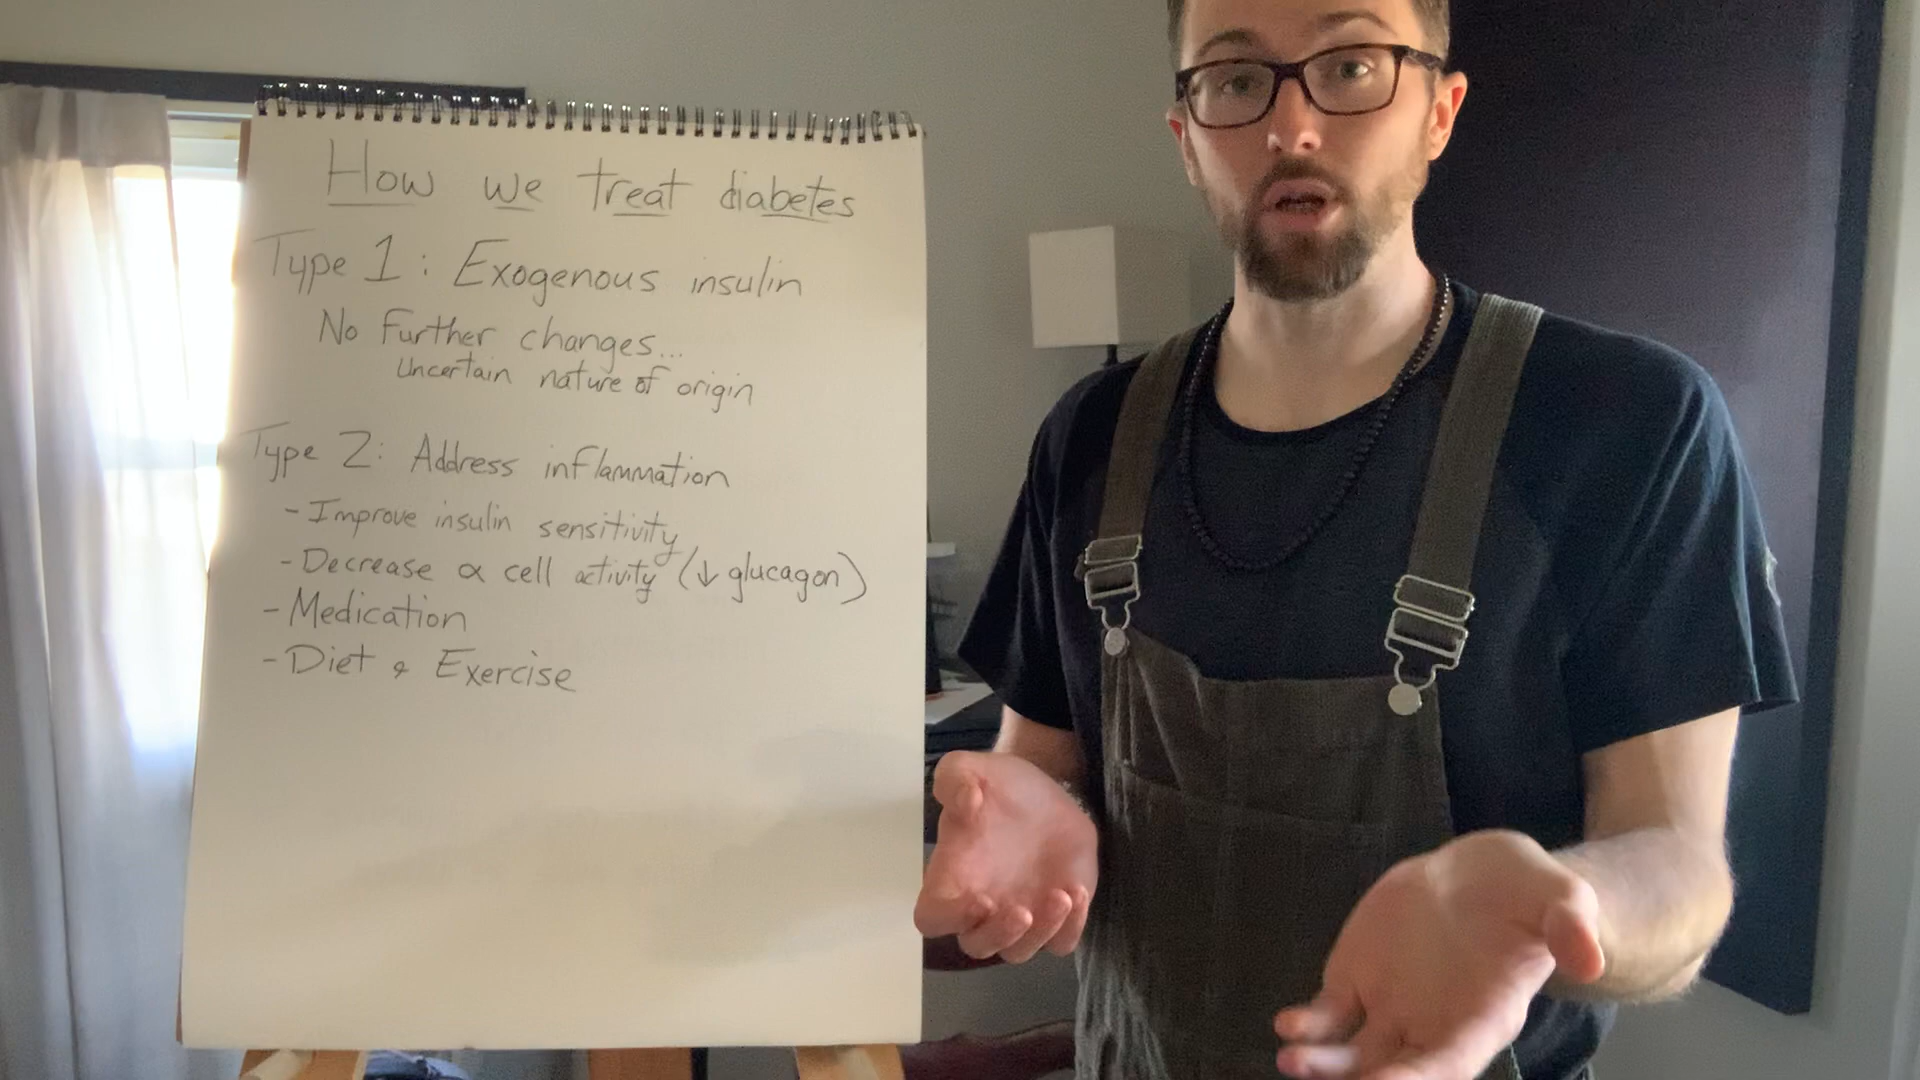 How we treat diabetes
Type 1: Exogenous insulin
No further changes...
Uncertain nature of origin
Type 2: Address inflammation
- Improve insulin sensitivity
- Decrease α cell activity (↓ glucagon)
- Medication
- Diet & Exercise